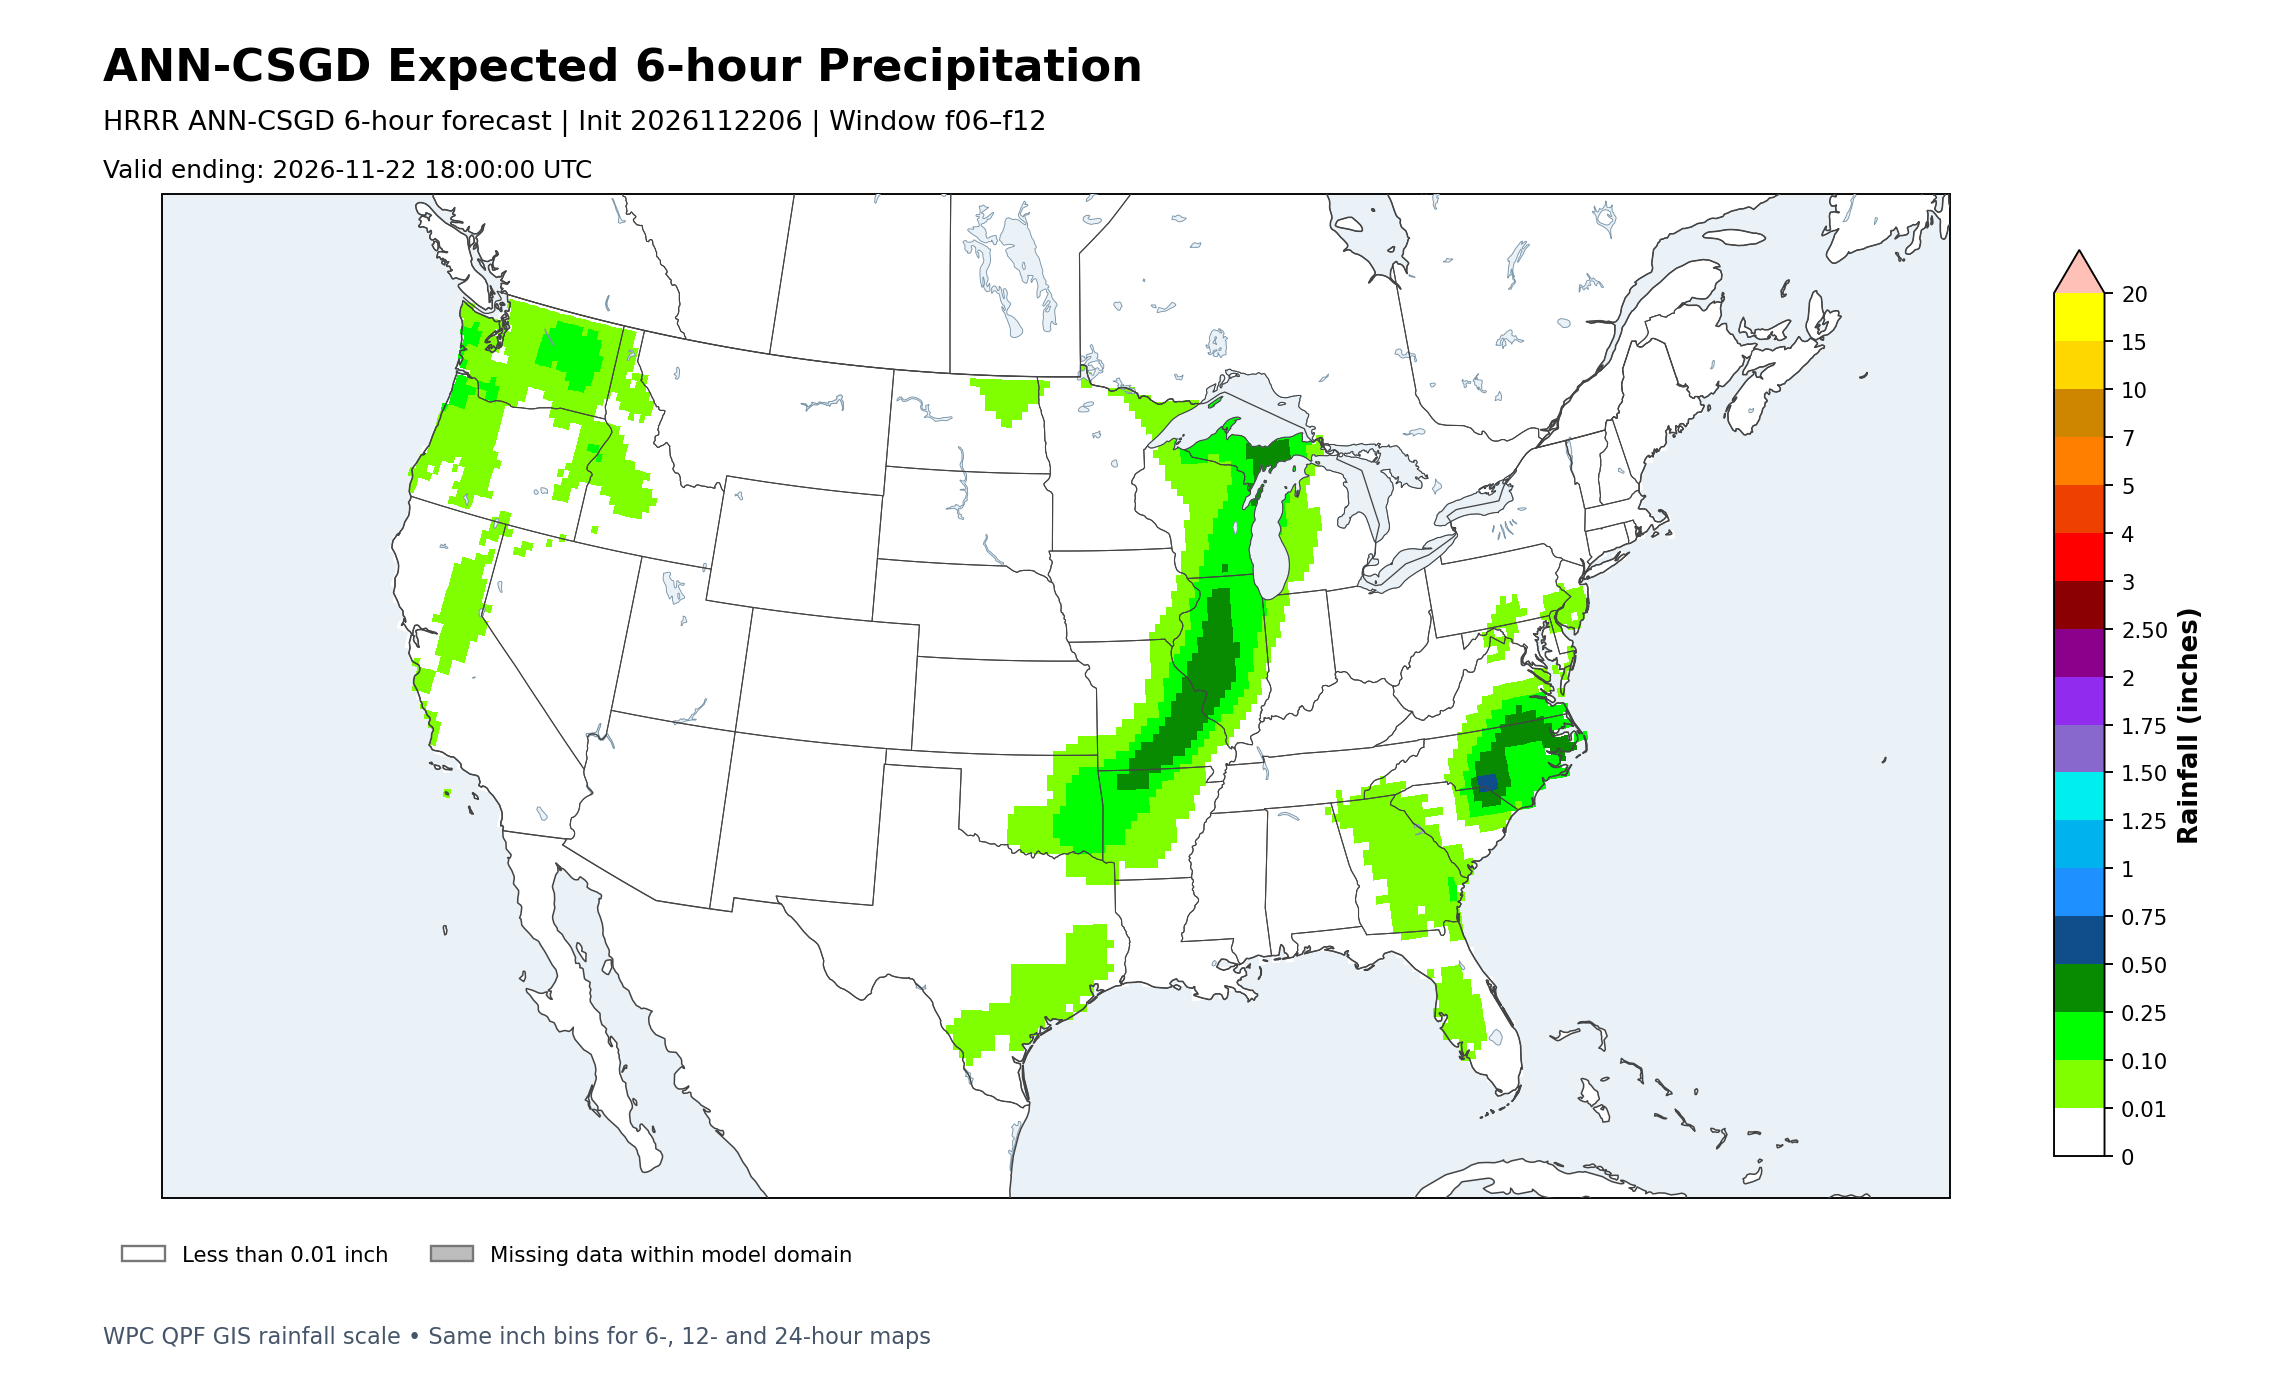 ANN-CSGD Expected 6-hour Precipitation
HRRR ANN-CSGD 6-hour forecast | Init 2026112206 | Window f06–f12
Valid ending: 2026-11-22 18:00:00 UTC
20
15
10
7
5
4
3
2.50
2
1.75
1.50
1.25
1
0.75
0.50
0.25
0.10
0.01
0
Rainfall (inches)
Less than 0.01 inch
Missing data within model domain
WPC QPF GIS rainfall scale • Same inch bins for 6-, 12- and 24-hour maps